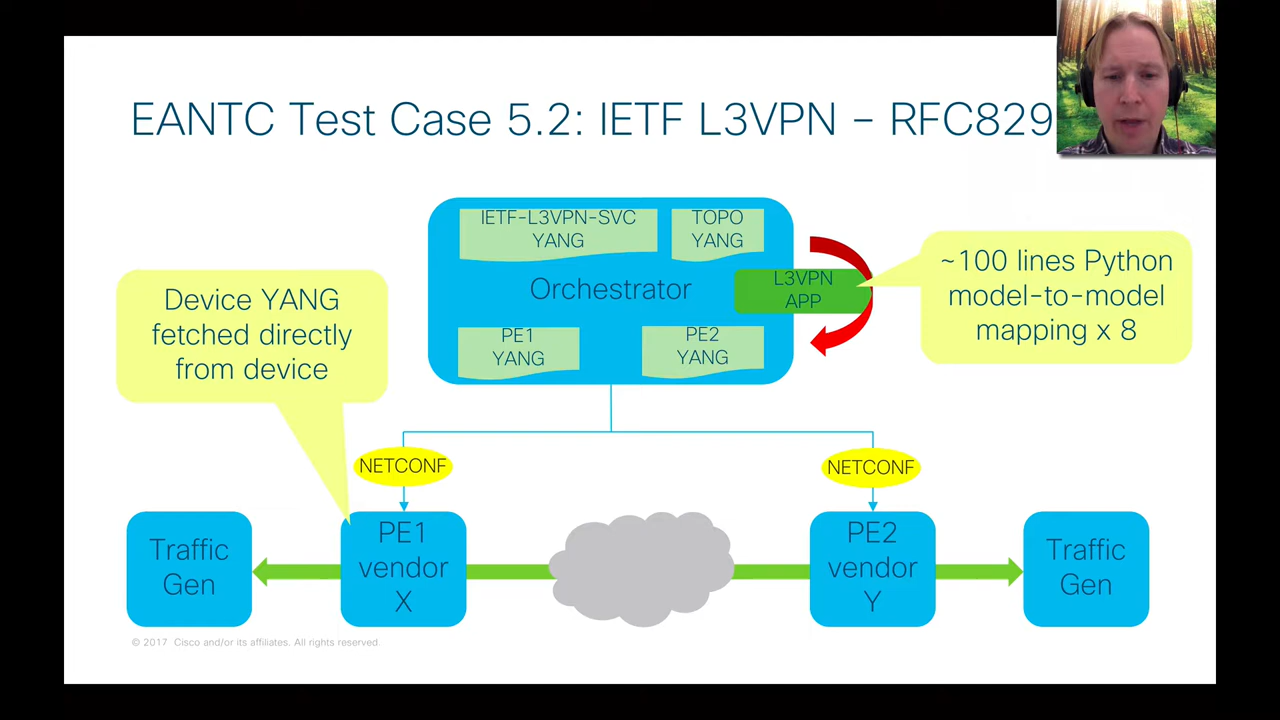 EANTC Test Case 5.2: IETF L3VPN – RFC829
IETF-L3VPN-SVC
YANG
TOPO
YANG
Orchestrator
L3VPN
APP
PE1
YANG
PE2
YANG
~100 lines Python
model-to-model
mapping x 8
Device YANG
fetched directly
from device
NETCONF
NETCONF
Traffic
Gen
PE1
vendor
X
PE2
vendor
Y
Traffic
Gen
© 2017 Cisco and/or its affiliates. All rights reserved.